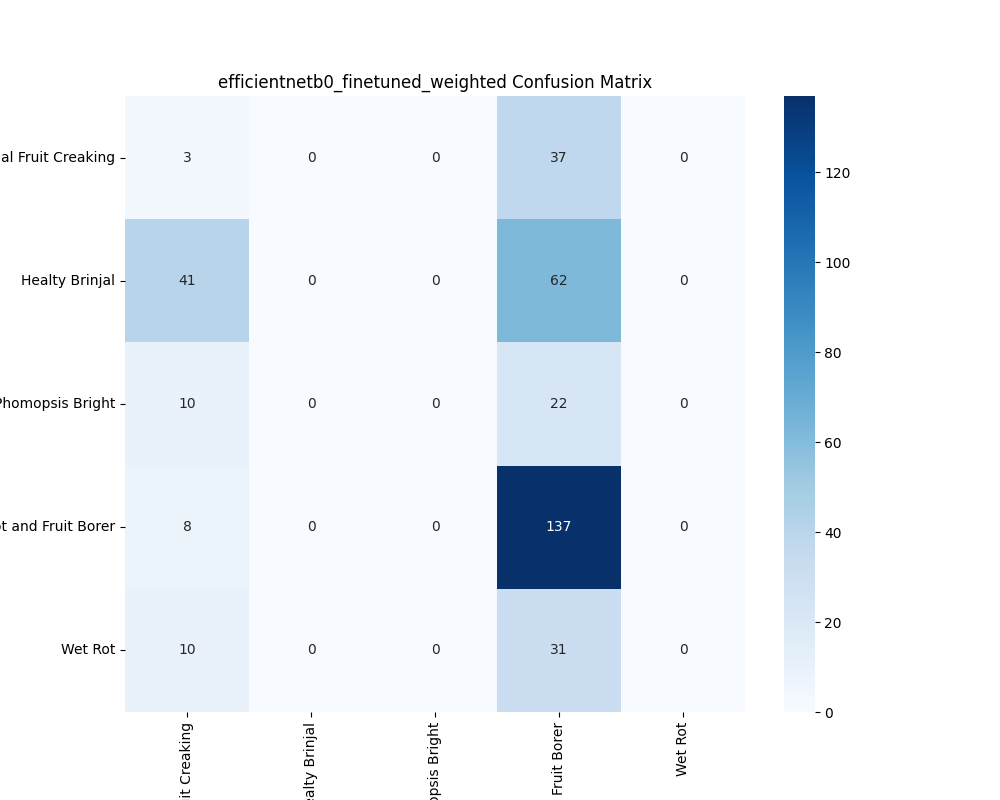 efficientnetb0_finetuned_weighted Confusion Matrix
al Fruit Creaking 3 0 0 37 0
Healty Brinjal 41 0 0 62 0
Phomopsis Bright 10 0 0 22 0
t and Fruit Borer 8 0 0 137 0
Wet Rot 10 0 0 31 0
it Creaking
ealty Brinjal
opsis Bright
Fruit Borer
Wet Rot
120
100
80
60
40
20
0